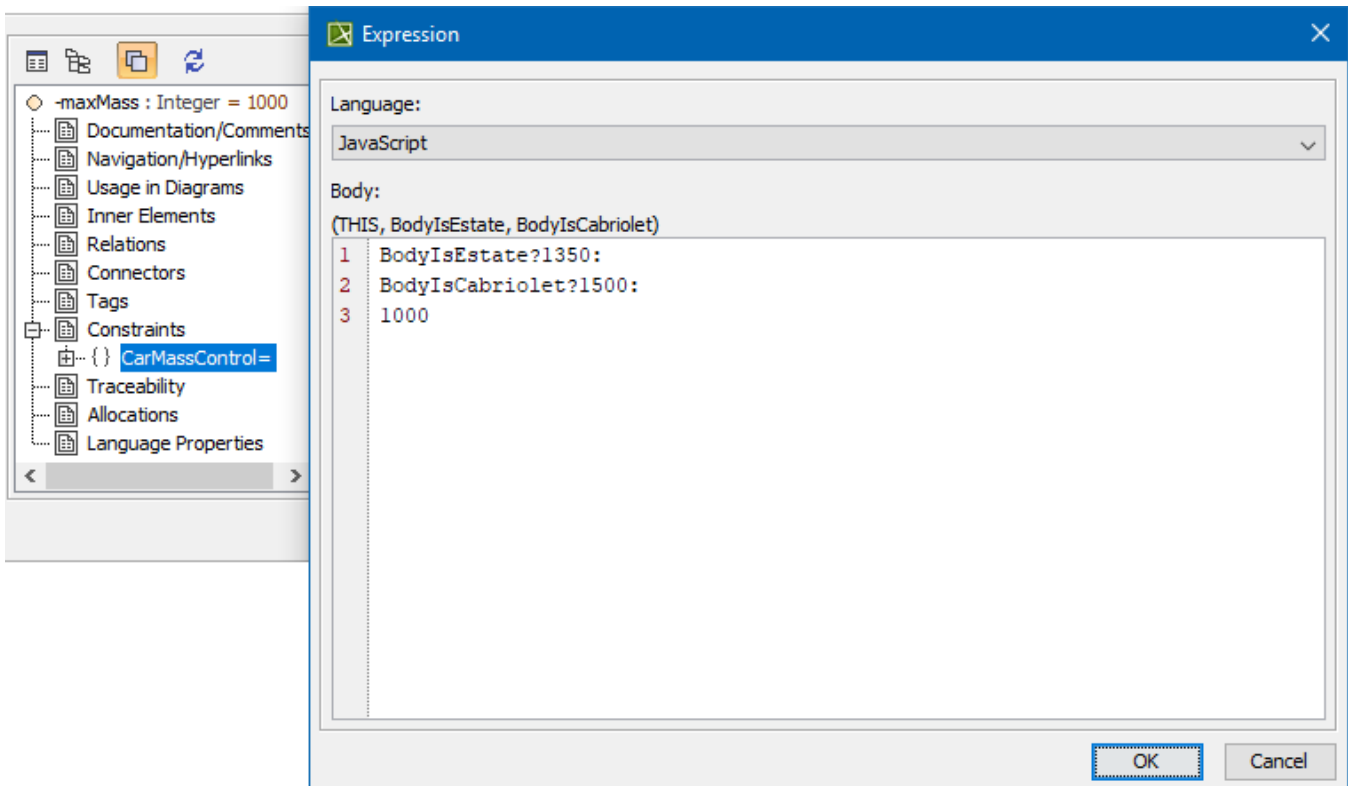 -maxMass : Integer = 1000
Documentation/Comments
Navigation/Hyperlinks
Usage in Diagrams
Inner Elements
Relations
Connectors
Tags
Constraints
{} CarMassControl=
Traceability
Allocations
Language Properties
Expression
Language:
JavaScript
Body:
(THIS, BodyIsEstate, BodyIsCabriolet)
1 BodyIsEstate?1350:
2 BodyIsCabriolet?1500:
3 1000
OK Cancel